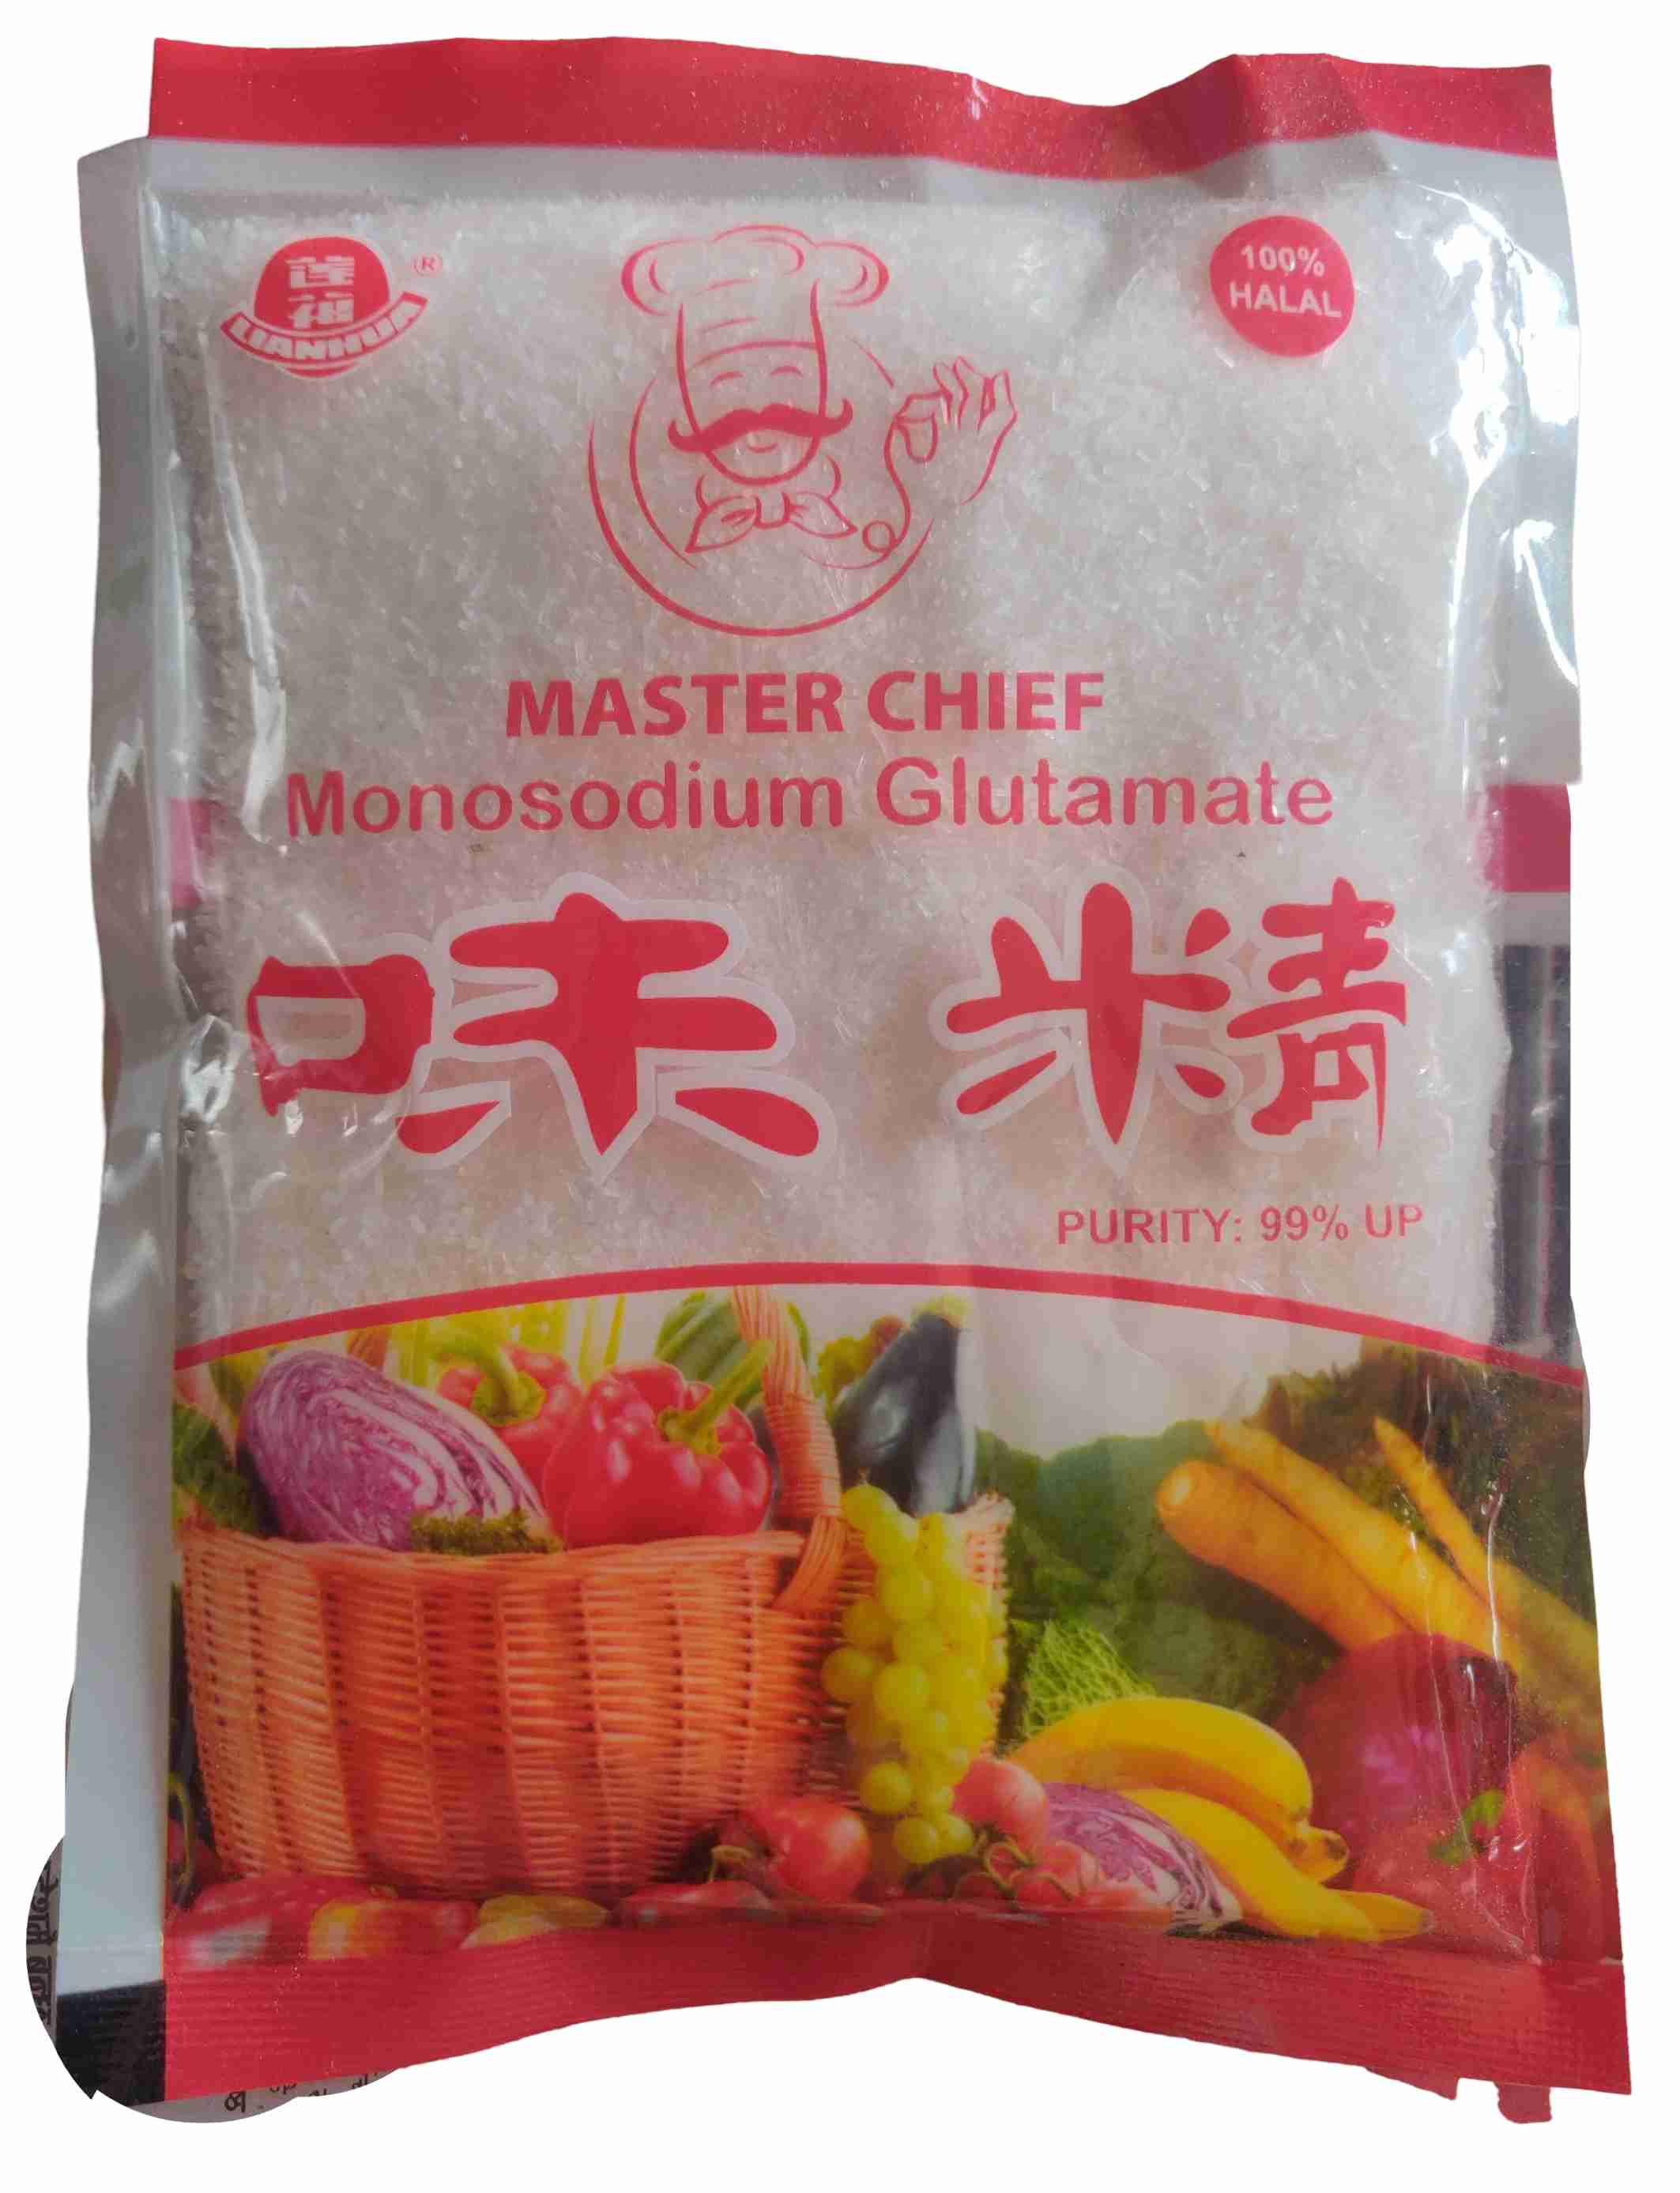 莲花
LIANHUA
®
100%
HALAL
MASTER CHIEF
Monosodium Glutamate
味 精
PURITY: 99% UP